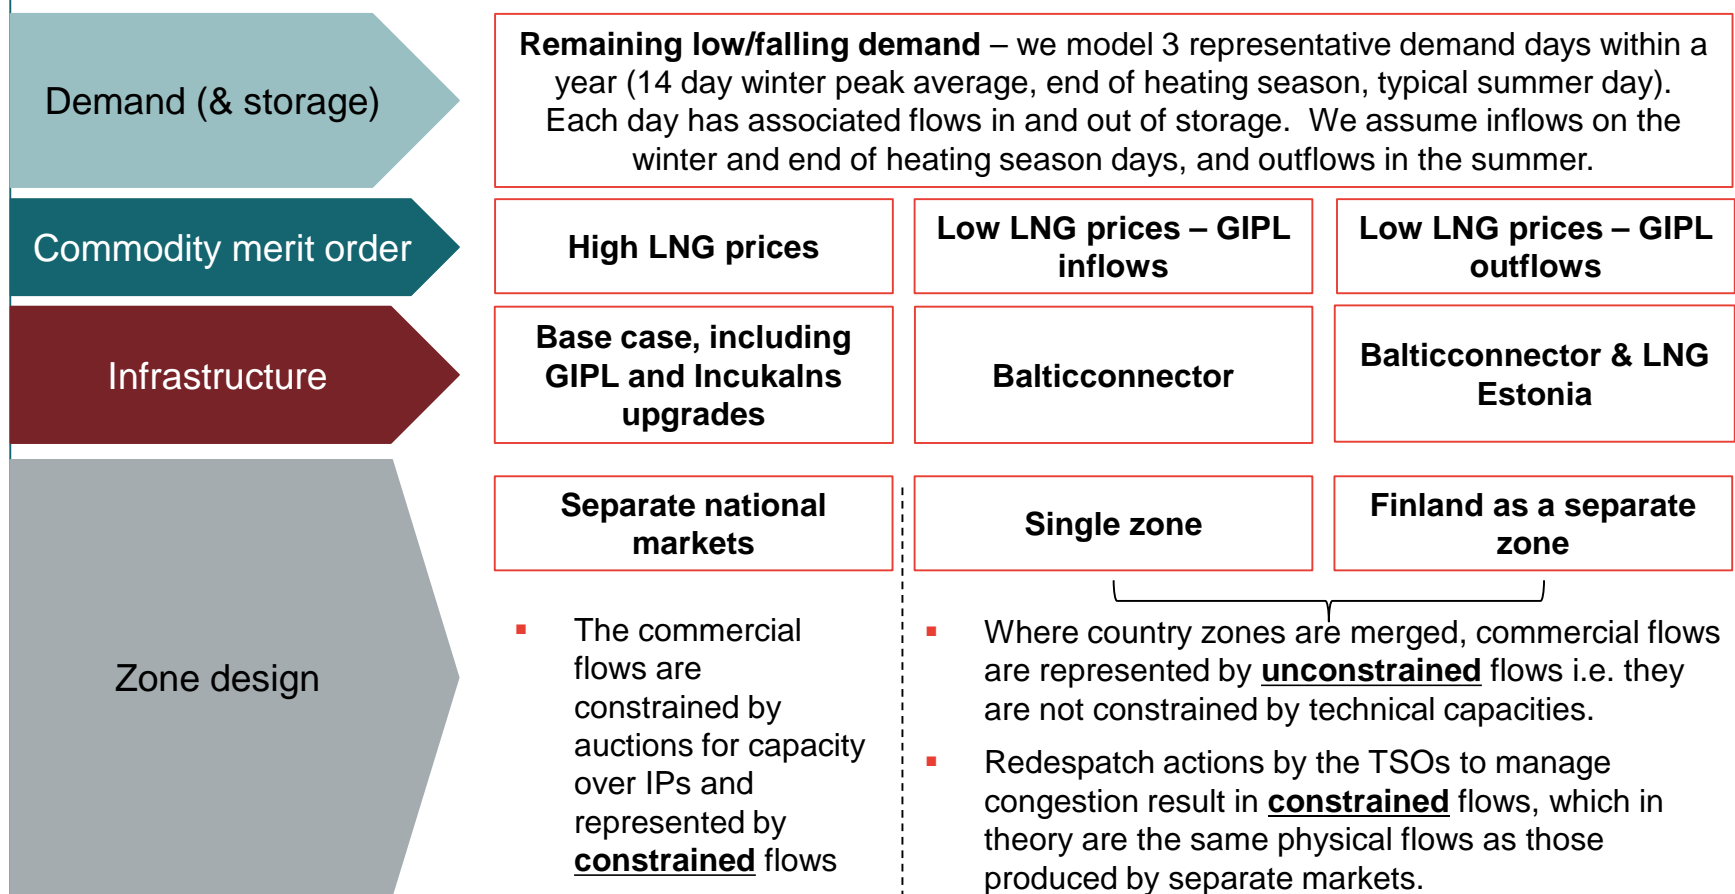 Demand (& storage)
Remaining low/falling demand – we model 3 representative demand days within a
year (14 day winter peak average, end of heating season, typical summer day).
Each day has associated flows in and out of storage.  We assume inflows on the
winter and end of heating season days, and outflows in the summer.
Commodity merit order
High LNG prices
Low LNG prices – GIPL
inflows
Low LNG prices – GIPL
outflows
Infrastructure
Base case, including
GIPL and Incukalns
upgrades
Balticconnector
Balticconnector & LNG
Estonia
Zone design
Separate national
markets
Single zone
Finland as a separate
zone
▪ The commercial
flows are
constrained by
auctions for capacity
over IPs and
represented by
constrained flows
▪ Where country zones are merged, commercial flows
are represented by unconstrained flows i.e. they
are not constrained by technical capacities.
▪ Redespatch actions by the TSOs to manage
congestion result in constrained flows, which in
theory are the same physical flows as those
produced by separate markets.